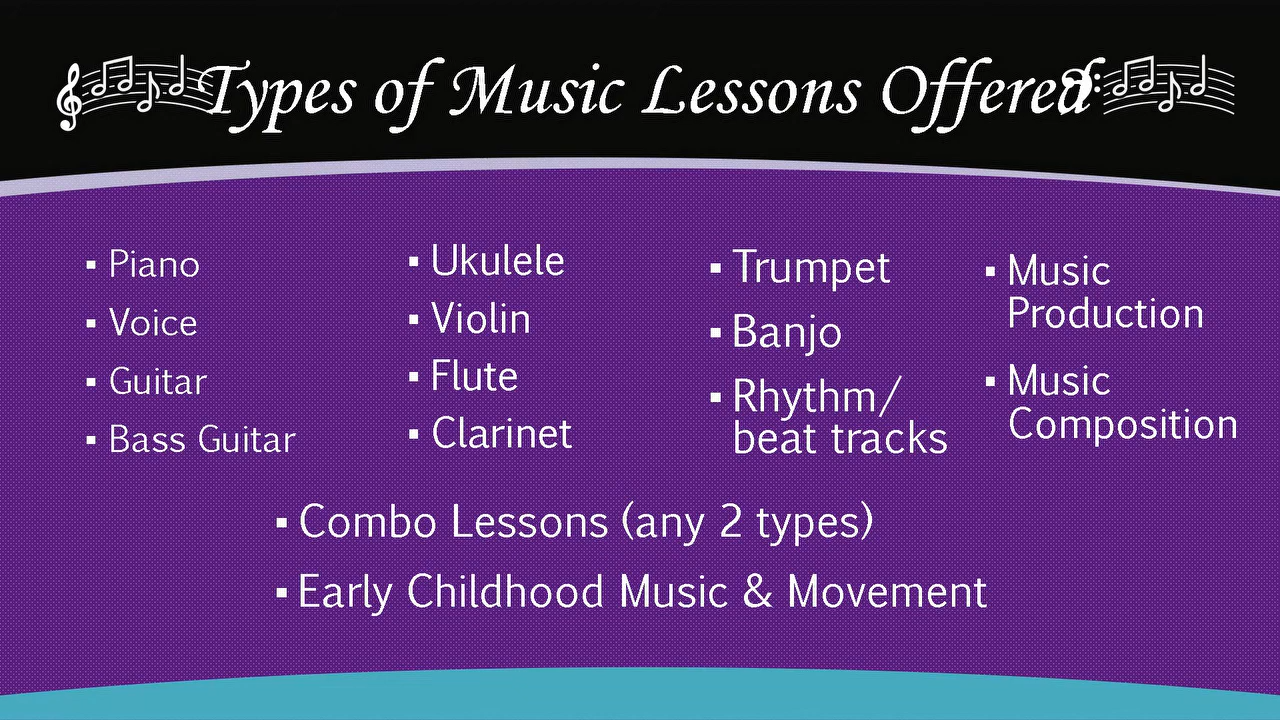 Types of Music Lessons Offered
▪ Piano
▪ Voice
▪ Guitar
▪ Bass Guitar
▪ Ukulele
▪ Violin
▪ Flute
▪ Clarinet
▪ Trumpet
▪ Banjo
▪ Rhythm/
beat tracks
▪ Music
Production
▪ Music
Composition
▪ Combo Lessons (any 2 types)
▪ Early Childhood Music & Movement